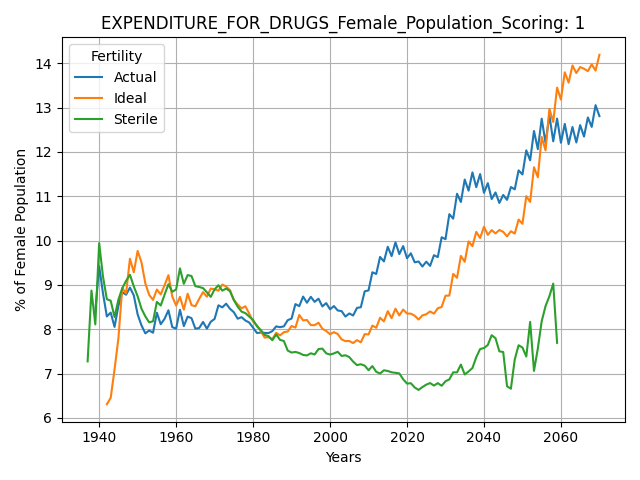 EXPENDITURE_FOR_DRUGS_Female_Population_Scoring: 1
Fertility
Actual
Ideal
Sterile
% of Female Population
14
13
12
11
10
9
8
7
6
1940 1960 1980 2000 2020 2040 2060
Years